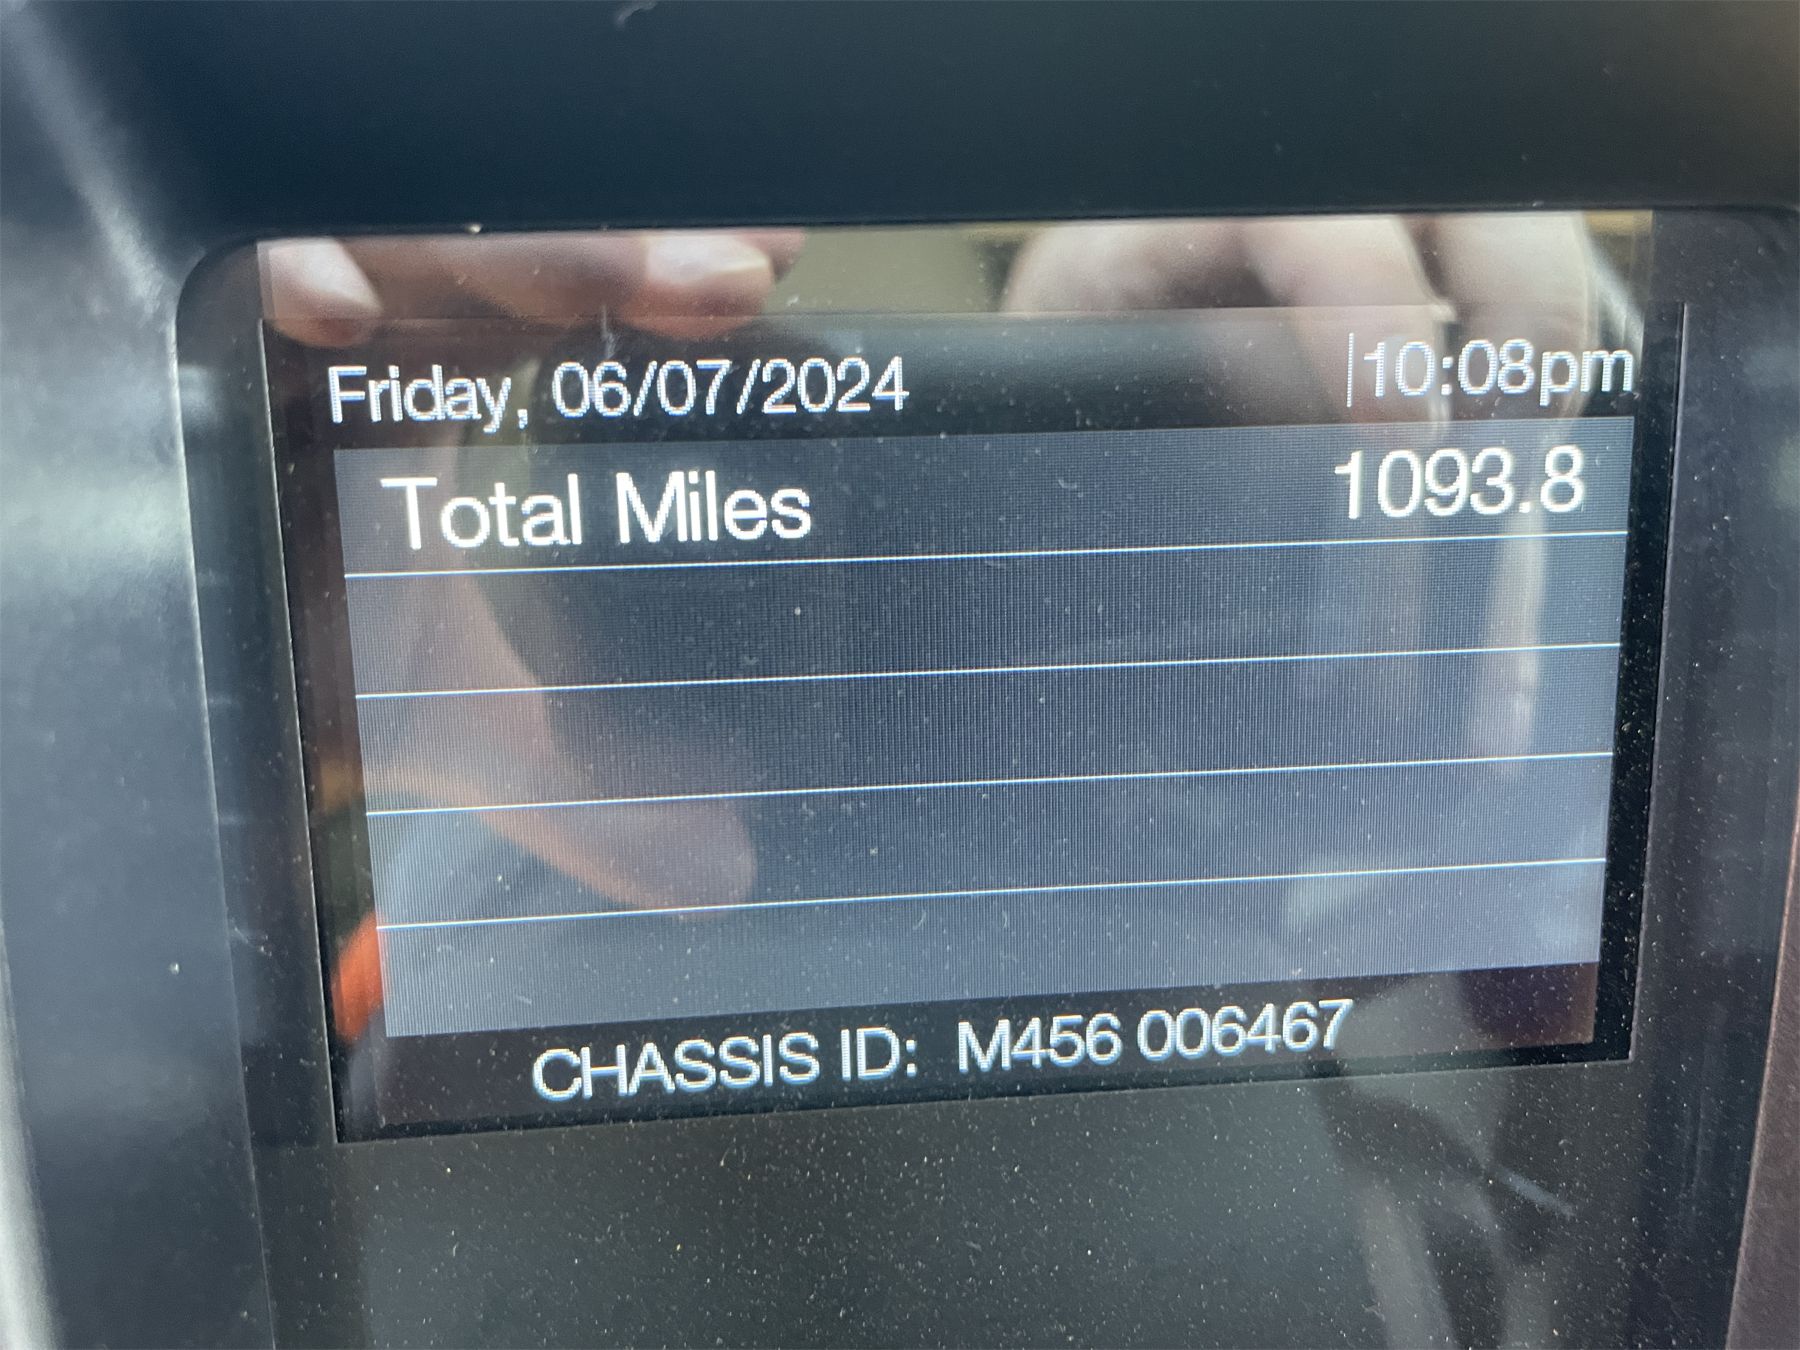 Friday, 06/07/2024 10:08pm
Total Miles 1093.8
CHASSIS ID: M456 006467